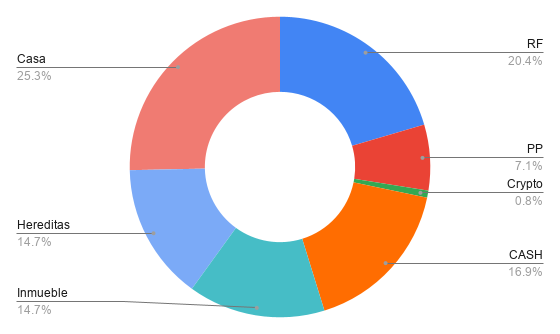 RF
20.4%
PP
7.1%
Crypto
0.8%
CASH
16.9%
Inmueble
14.7%
Hereditas
14.7%
Casa
25.3%